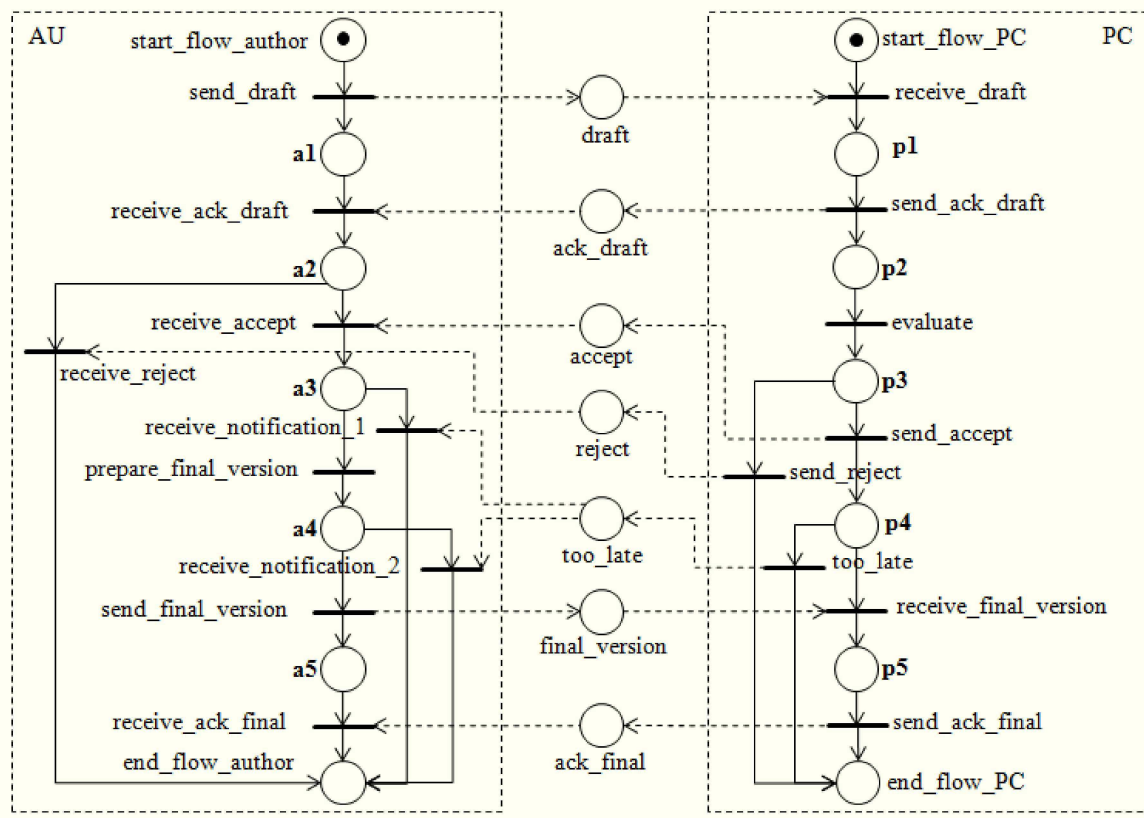 AU
start_flow_author
start_flow_PC
PC
send_draft
receive_draft
draft
a1
p1
receive_ack_draft
send_ack_draft
ack_draft
a2
p2
receive_accept
evaluate
accept
receive_reject
a3
p3
receive_notification_1
reject
send_accept
prepare_final_version
send_reject
a4
p4
too_late
receive_notification_2
too_late
send_final_version
receive_final_version
final_version
a5
p5
receive_ack_final
send_ack_final
end_flow_author
ack_final
end_flow_PC